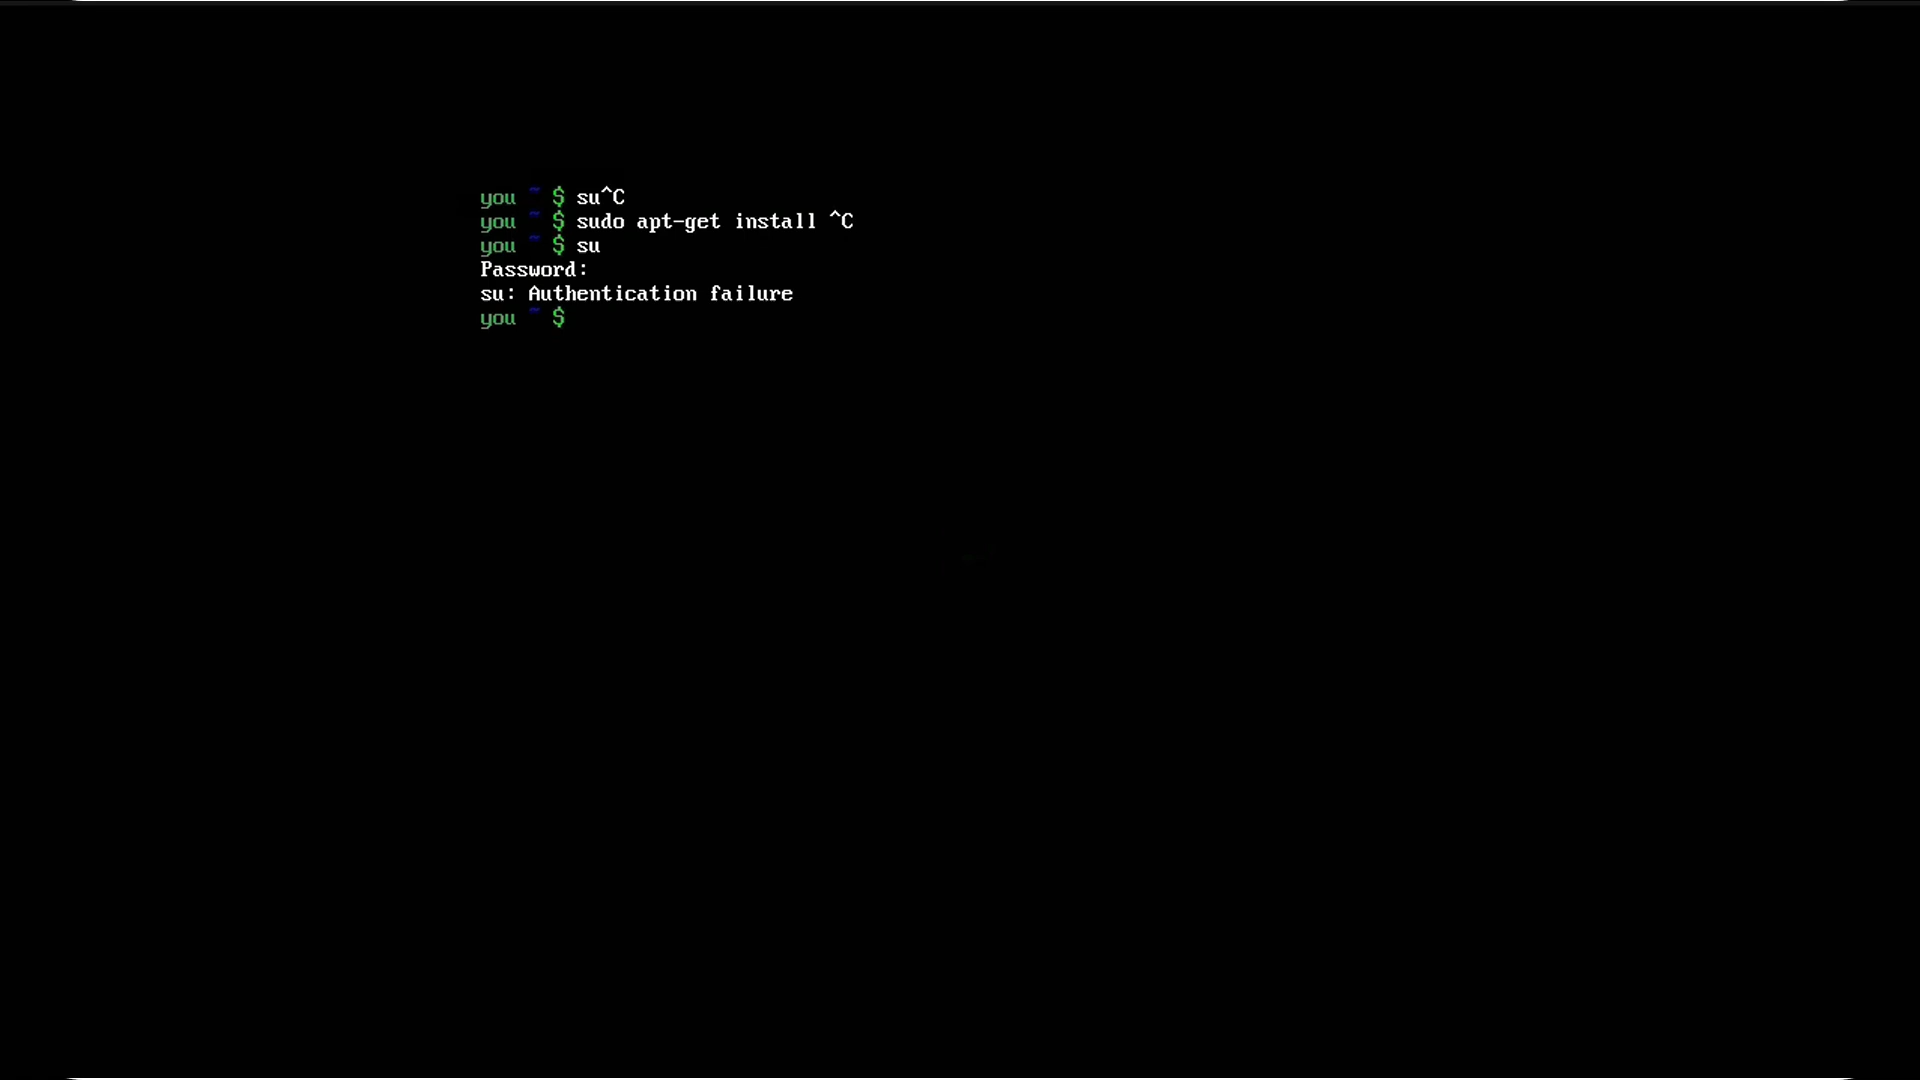 you ~ $ su^C
you ~ $ sudo apt-get install ^C
you ~ $ su
Password:
su: Authentication failure
you ~ $